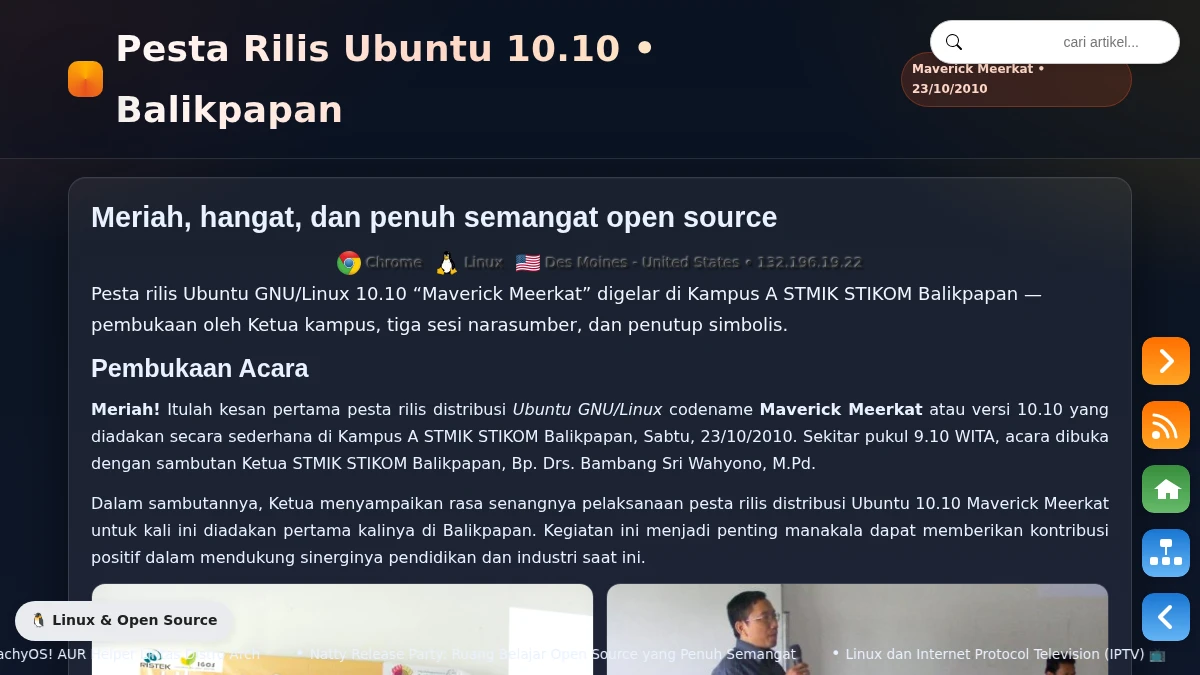 Pesta Rilis Ubuntu 10.10 •
Balikpapan
cari artikel...
Maverick Meerkat •
23/10/2010
Meriah, hangat, dan penuh semangat open source
Chrome Linux Des Moines - United States • 132.196.19.22
Pesta rilis Ubuntu GNU/Linux 10.10 “Maverick Meerkat” digelar di Kampus A STMIK STIKOM Balikpapan —
pembukaan oleh Ketua kampus, tiga sesi narasumber, dan penutup simbolis.
Pembukaan Acara
Meriah! Itulah kesan pertama pesta rilis distribusi Ubuntu GNU/Linux codename Maverick Meerkat atau versi 10.10 yang
diadakan secara sederhana di Kampus A STMIK STIKOM Balikpapan, Sabtu, 23/10/2010. Sekitar pukul 9.10 WITA, acara dibuka
dengan sambutan Ketua STMIK STIKOM Balikpapan, Bp. Drs. Bambang Sri Wahyono, M.Pd.
Dalam sambutannya, Ketua menyampaikan rasa senangnya pelaksanaan pesta rilis distribusi Ubuntu 10.10 Maverick Meerkat
untuk kali ini diadakan pertama kalinya di Balikpapan. Kegiatan ini menjadi penting manakala dapat memberikan kontribusi
positif dalam mendukung sinerginya pendidikan dan industri saat ini.
Linux & Open Source
achyOS! AUR Helper Arch • Natty Release Party: Ruang Belajar Open Source yang Penuh Semangat • Linux dan Internet Protocol Television (IPTV)
RISTEK IGOS